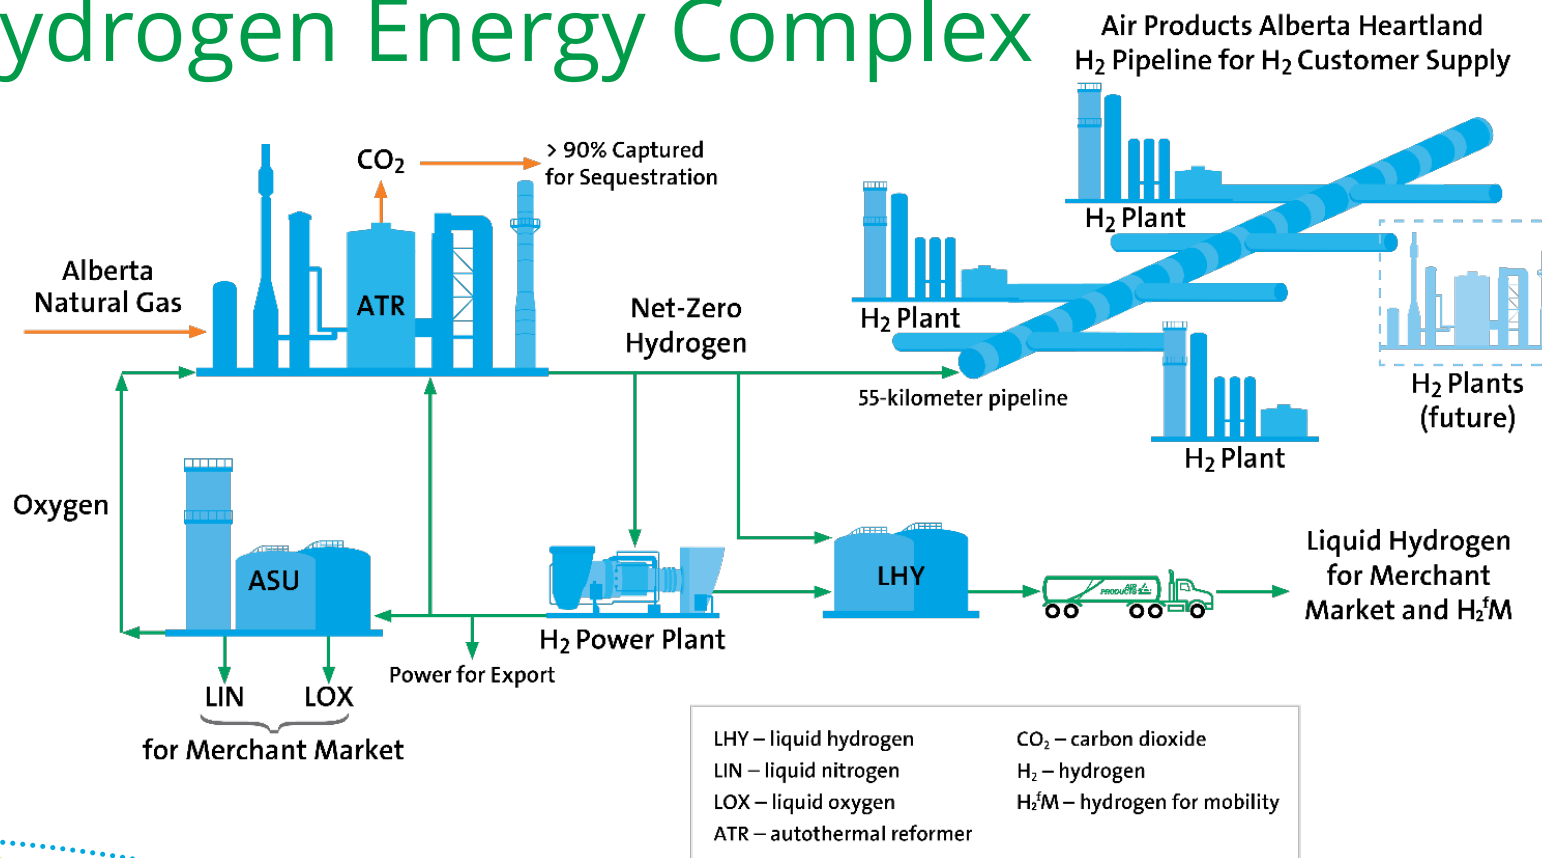 ydrogen Energy Complex
Air Products Alberta Heartland
H₂ Pipeline for H₂ Customer Supply
CO₂
> 90% Captured
for Sequestration
Alberta
Natural Gas
ATR
Net-Zero
Hydrogen
H₂ Plant
H₂ Plant
55-kilometer pipeline
H₂ Plant
H₂ Plants
(future)
Oxygen
ASU
LHY
AIR
PRODUCTS
Liquid Hydrogen
for Merchant
Market and H₂fM
H₂ Power Plant
Power for Export
LIN LOX
for Merchant Market
LHY – liquid hydrogen
LIN – liquid nitrogen
LOX – liquid oxygen
ATR – autothermal reformer
CO₂ – carbon dioxide
H₂ – hydrogen
H₂fM – hydrogen for mobility